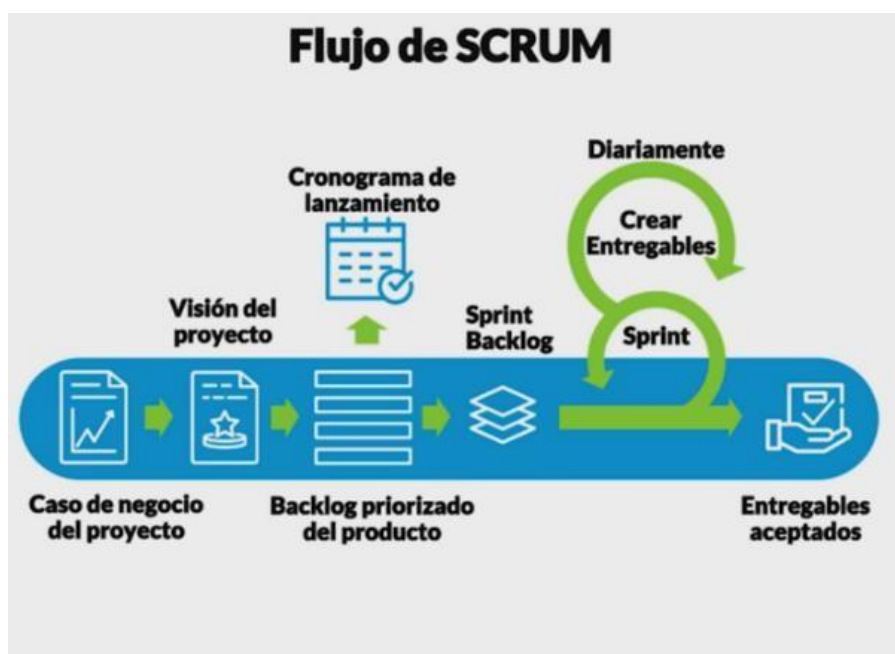 Flujo de SCRUM
Diariamente
Cronograma de
lanzamiento
Crear
Entregables
Visión del
proyecto
Sprint
Backlog
Sprint
Caso de negocio
del proyecto
Backlog priorizado
del producto
Entregables
aceptados